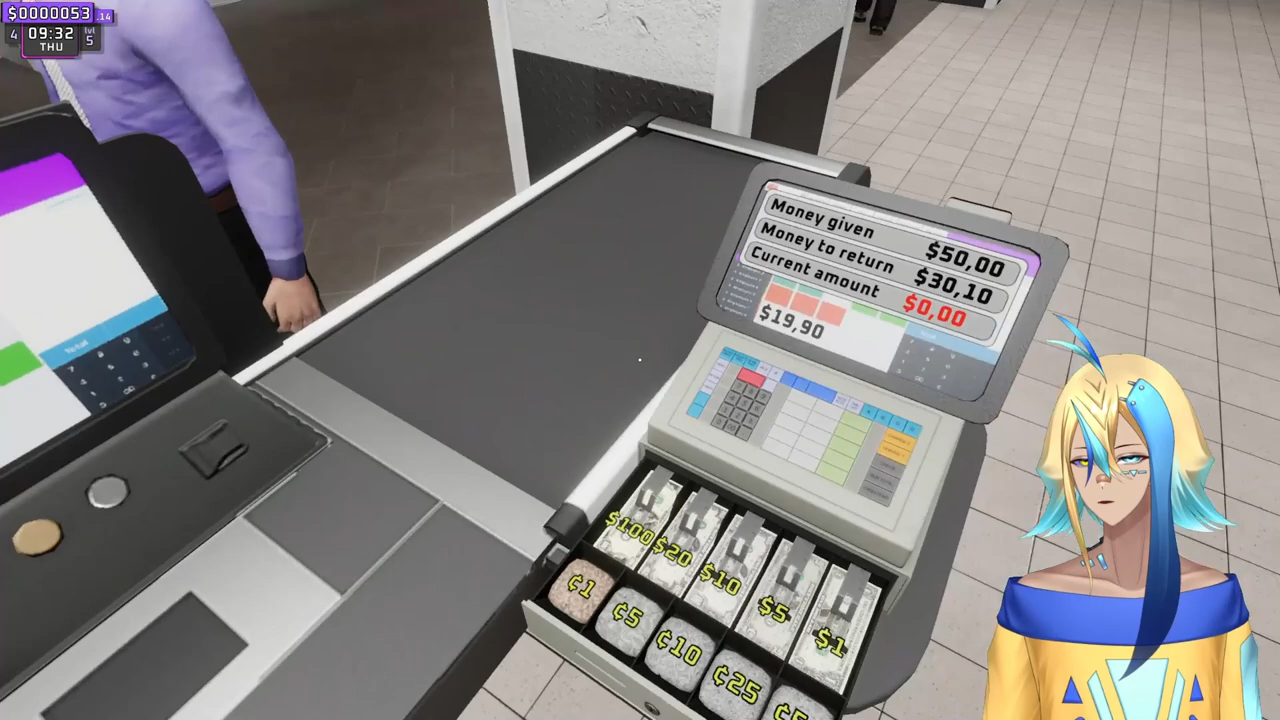 $0000053.14
4 09:32 lvl 5
THU
Money given $50,00
Money to return $30,10
Current amount $0,00
$19,90
$100 $20 $10 $5 $1
¢1 ¢5 ¢10 ¢25